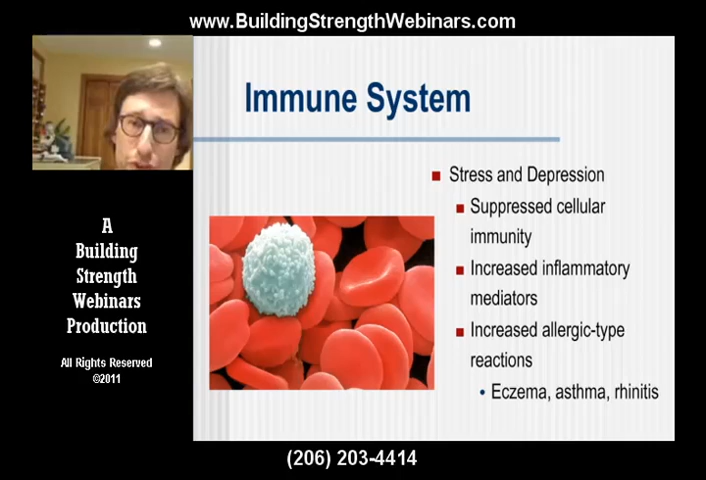 www.BuildingStrengthWebinars.com
Immune System
Stress and Depression
Suppressed cellular
immunity
Increased inflammatory
mediators
Increased allergic-type
reactions
Eczema, asthma, rhinitis
A
Building
Strength
Webinars
Production
All Rights Reserved
©2011
(206) 203-4414